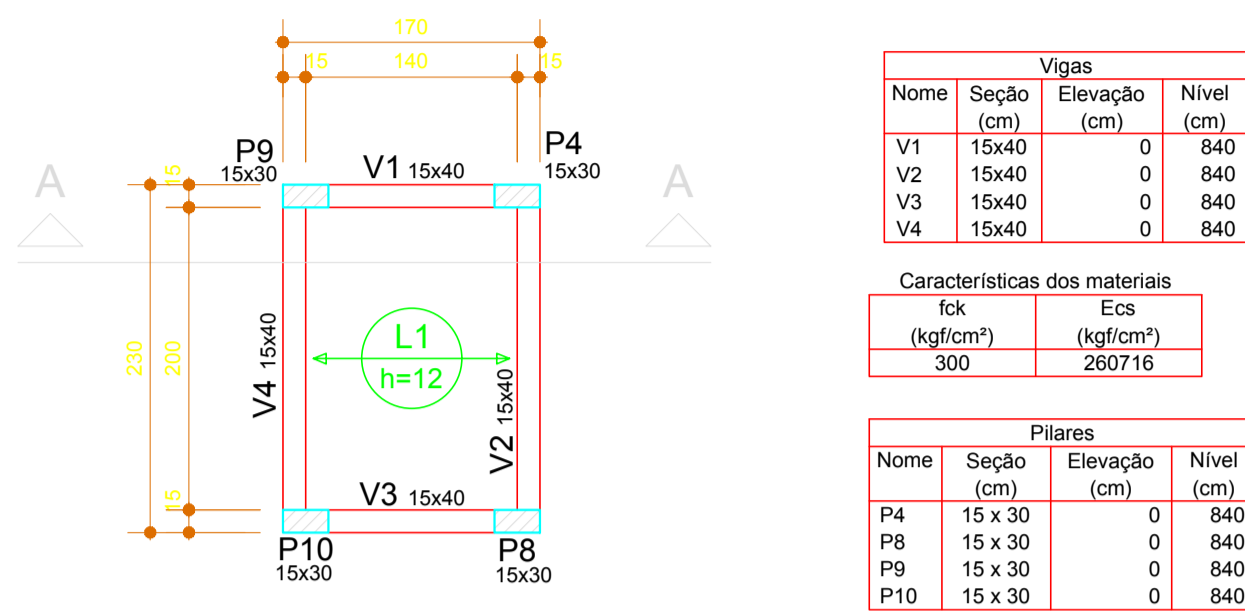 170
15 140 15
P9
15x30
V1 15x40
P4
15x30
A
A
15
230
200
15
V4 15x40
L1
h=12
V2 15x40
V3 15x40
P10
15x30
P8
15x30
Vigas
Nome Seção Elevação Nível
(cm) (cm) (cm)
V1 15x40 0 840
V2 15x40 0 840
V3 15x40 0 840
V4 15x40 0 840
Características dos materiais
fck Ecs
(kgf/cm²) (kgf/cm²)
300 260716
Pilares
Nome Seção Elevação Nível
(cm) (cm) (cm)
P4 15 x 30 0 840
P8 15 x 30 0 840
P9 15 x 30 0 840
P10 15 x 30 0 840